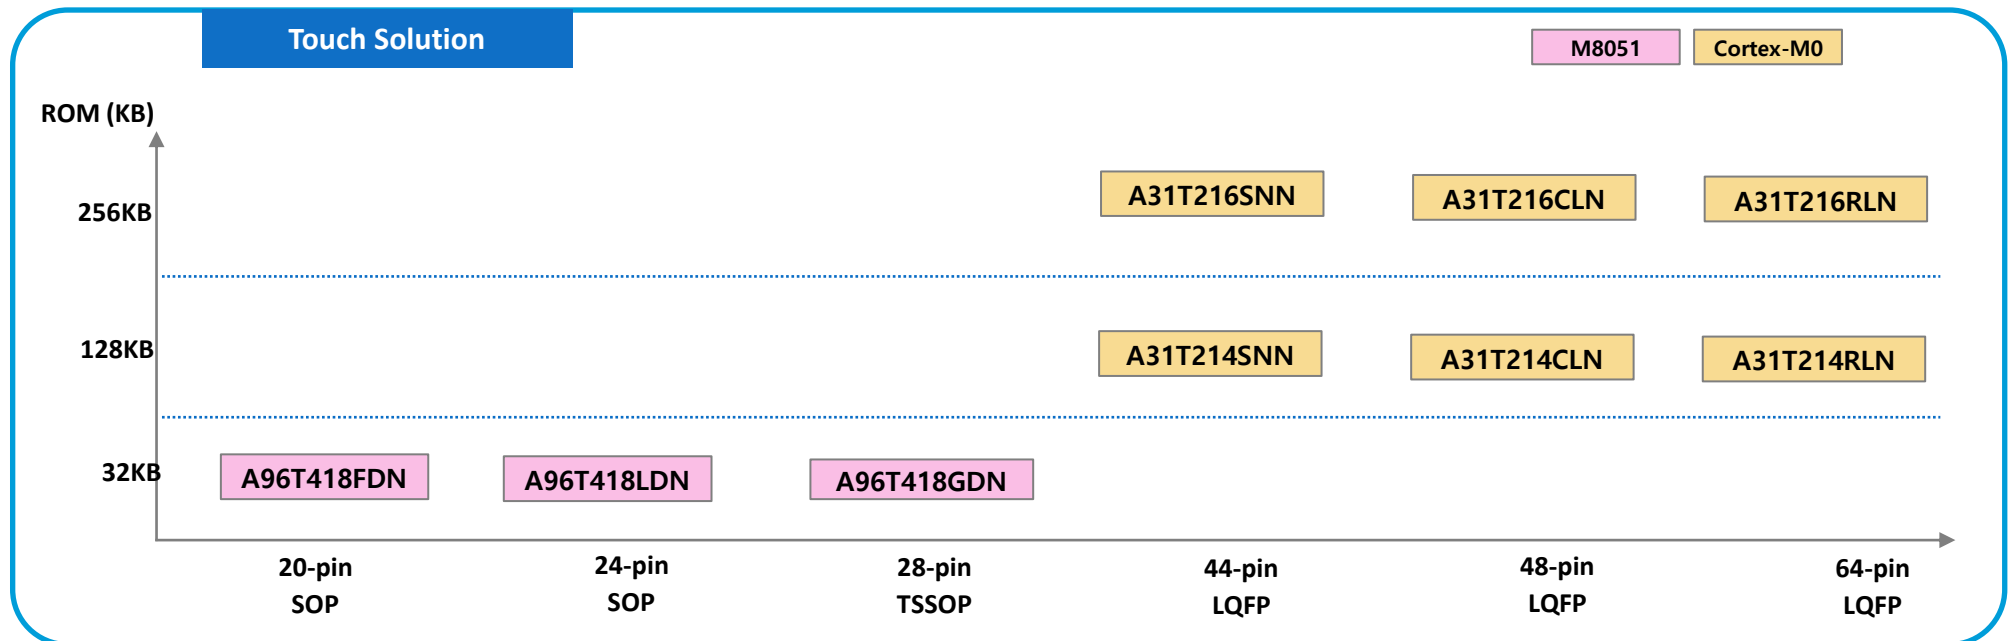 Touch Solution
M8051
Cortex-M0
ROM (KB)
256KB
A31T216SNN
A31T216CLN
A31T216RLN
128KB
A31T214SNN
A31T214CLN
A31T214RLN
32KB
A96T418FDN
A96T418LDN
A96T418GDN
20-pin
SOP
24-pin
SOP
28-pin
TSSOP
44-pin
LQFP
48-pin
LQFP
64-pin
LQFP